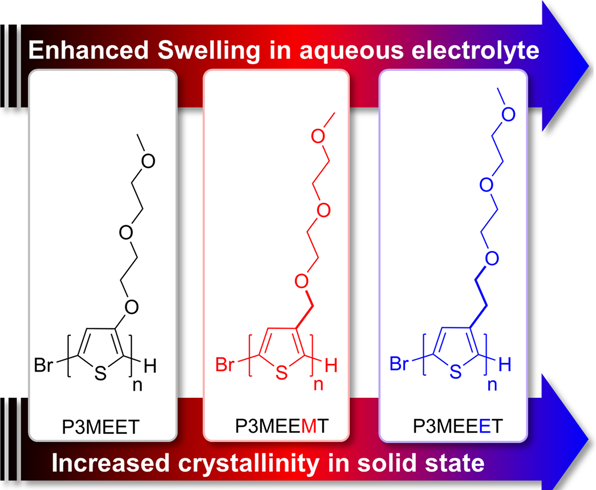 Enhanced Swelling in aqueous electrolyte
O
O
O
Br
S
H
n
P3MEET
O
O
O
Br
S
H
n
P3MEEMT
O
O
O
Br
S
H
n
P3MEEET
Increased crystallinity in solid state